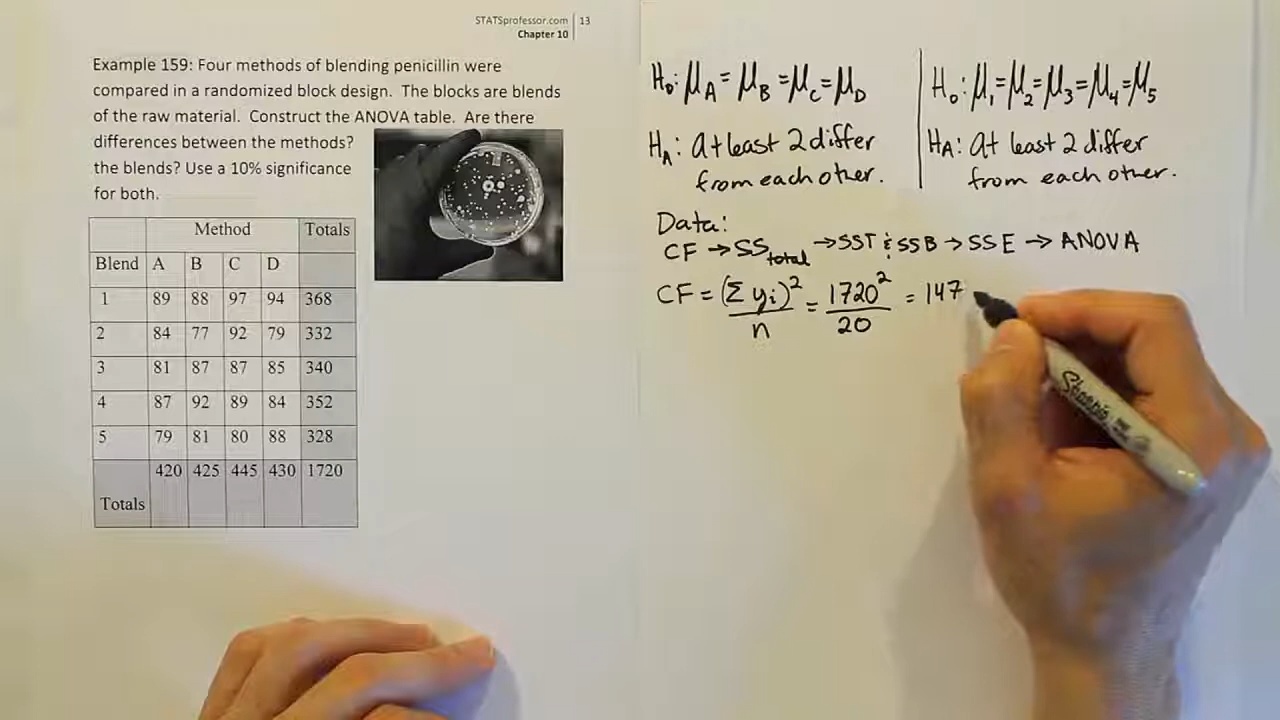 STATSprofessor.com 13
Chapter 10
Example 159: Four methods of blending penicillin were
compared in a randomized block design. The blocks are blends
of the raw material. Construct the ANOVA table. Are there
differences between the methods?
the blends? Use a 10% significance
for both.
Method Totals
Blend A B C D
1 89 88 97 94 368
2 84 77 92 79 332
3 81 87 87 85 340
4 87 92 89 84 352
5 79 81 80 88 328
420 425 445 430 1720
Totals
H₀: μA = μB = μC = μD
HA: At least 2 differ
from each other.
H₀: μ₁ = μ₂ = μ₃ = μ₄ = μ₅
HA: At least 2 differ
from each other.
Data:
CF → SStotal → SST & SSB → SSE → ANOVA
CF = (Σyi)² / n = 1720² / 20 = 147
Sharpie